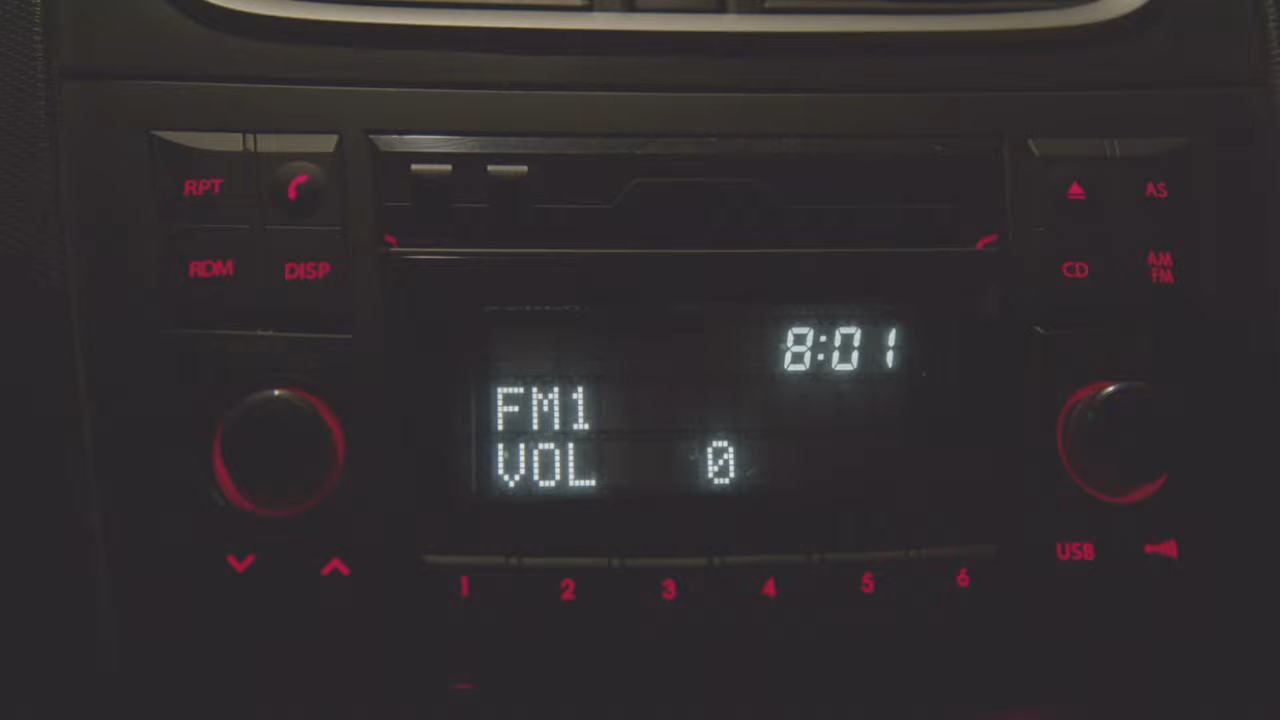 RPT
AS
RDM
DISP
CD
AM
FM
8:01
FM1
VOL 0
USB
1 2 3 4 5 6